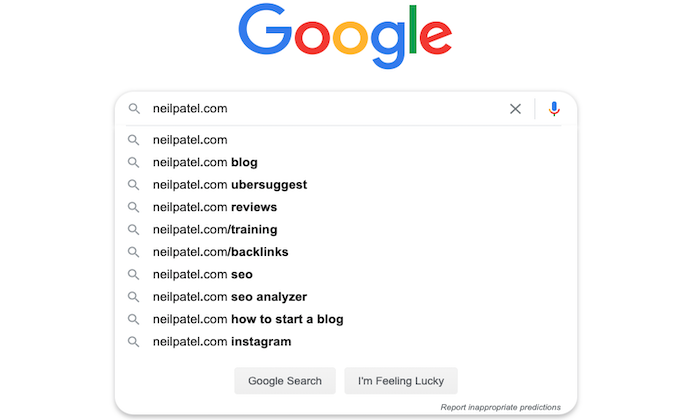 Google
neilpatel.com
neilpatel.com
neilpatel.com blog
neilpatel.com ubersuggest
neilpatel.com reviews
neilpatel.com/training
neilpatel.com/backlinks
neilpatel.com seo
neilpatel.com seo analyzer
neilpatel.com how to start a blog
neilpatel.com instagram
Google Search I'm Feeling Lucky
Report inappropriate predictions